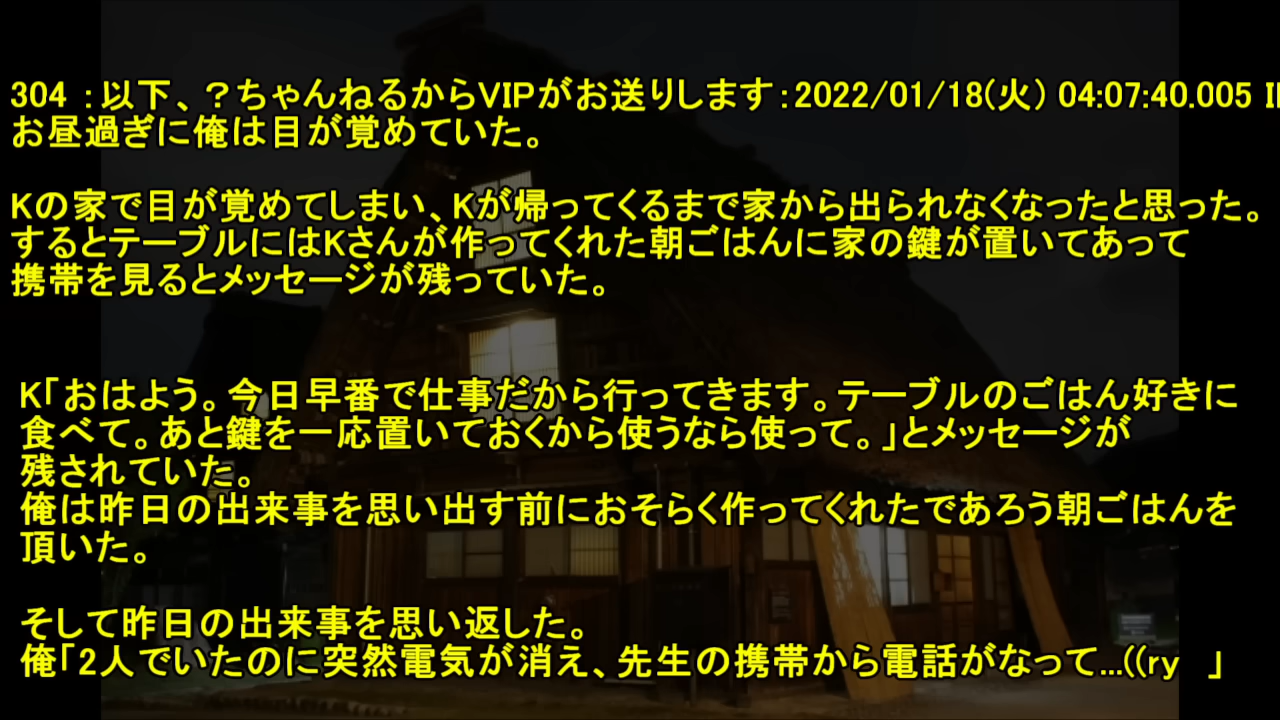 304 :以下、?ちゃんねるからVIPがお送りします:2022/01/18(火) 04:07:40.005
お昼過ぎに俺は目が覚めていた。
Kの家で目が覚めてしまい、Kが帰ってくるまで家から出られなくなったと思った。
するとテーブルにはKさんが作ってくれた朝ごはんに家の鍵が置いてあって
携帯を見るとメッセージが残っていた。
K「おはよう。今日早番で仕事だから行ってきます。テーブルのごはん好きに
食べて。あと鍵を一応置いておくから使うなら使って。」とメッセージが
残されていた。
俺は昨日の出来事を思い出す前におそらく作ってくれたであろう朝ごはんを
頂いた。
そして昨日の出来事を思い返した。
俺「2人でいたのに突然電気が消え、先生の携帯から電話がなって...((ry 」